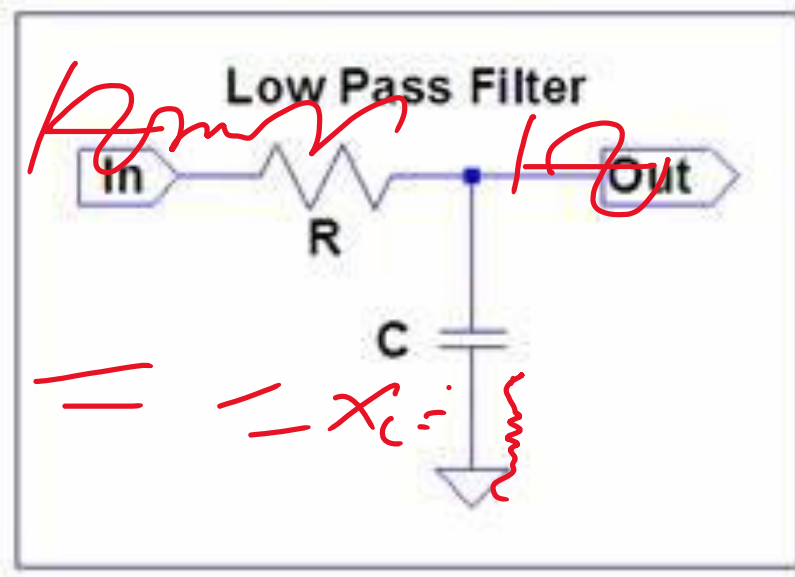 Low Pass Filter
In
Out
R
C
= = Xc =